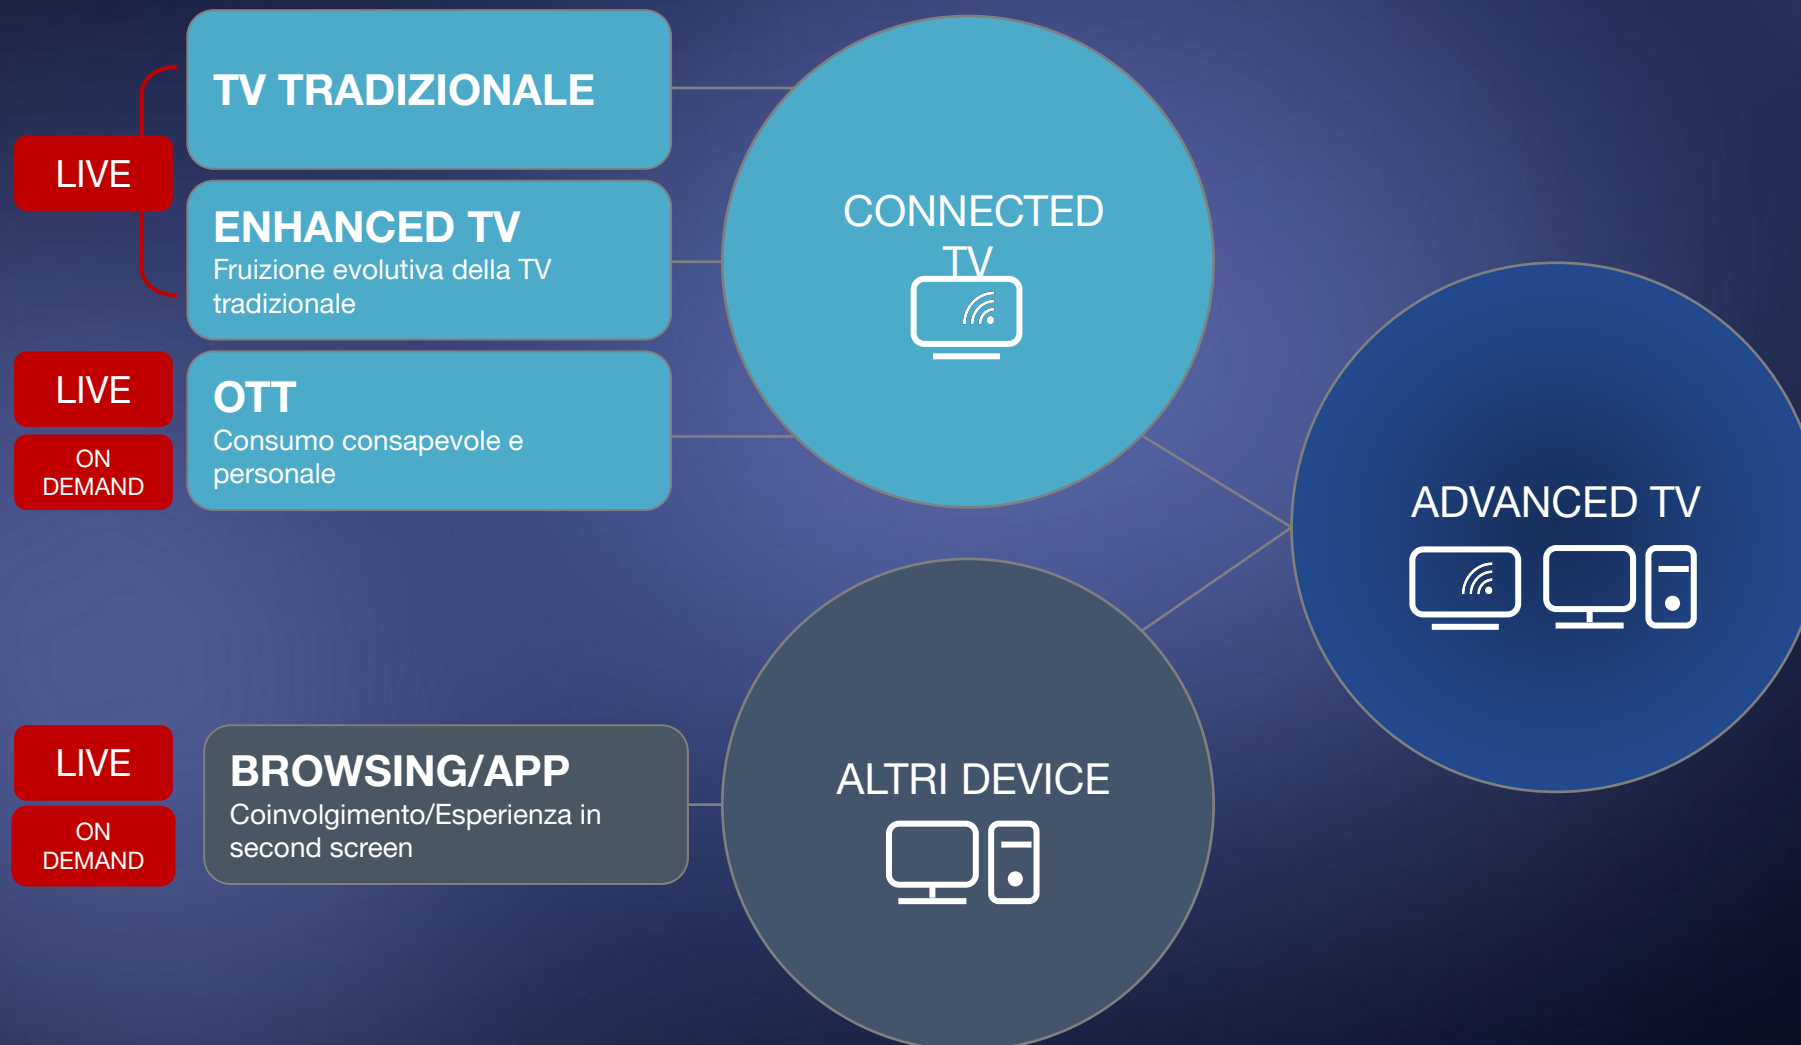 TV TRADIZIONALE
LIVE
ENHANCED TV
Fruizione evolutiva della TV
tradizionale
LIVE
ON
DEMAND
OTT
Consumo consapevole e
personale
CONNECTED
TV
ADVANCED TV
LIVE
ON
DEMAND
BROWSING/APP
Coinvolgimento/Esperienza in
second screen
ALTRI DEVICE